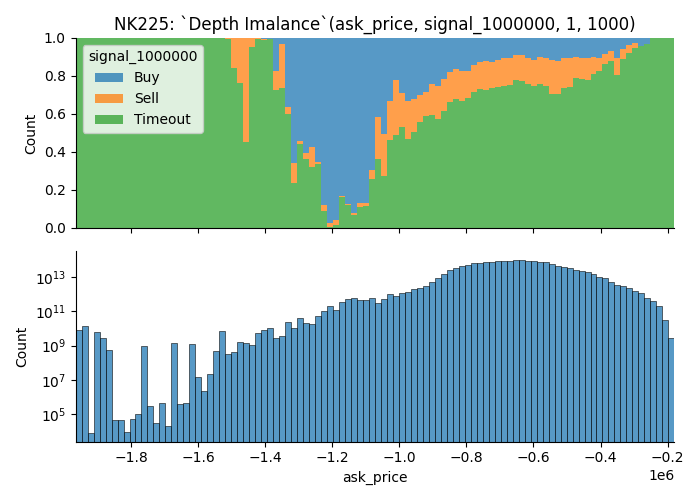 NK225: `Depth Imalance`(ask_price, signal_1000000, 1, 1000)
signal_1000000
Buy
Sell
Timeout
Count
1.0
0.8
0.6
0.4
0.2
0.0
Count
10^13
10^11
10^9
10^7
10^5
−1.8 −1.6 −1.4 −1.2 −1.0 −0.8 −0.6 −0.4 −0.2
1e6
ask_price